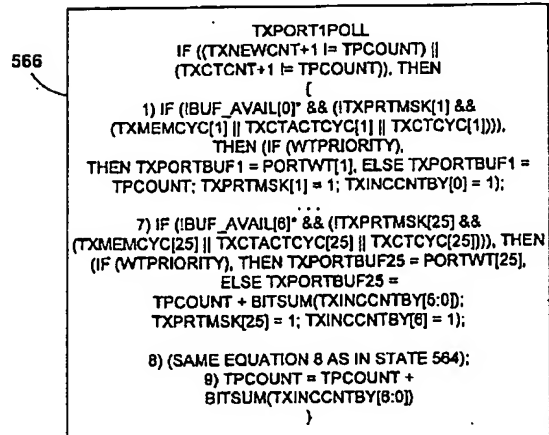 566
TXPORT1POLL
IF ((TXNEWCNT+1 != TPCOUNT) ||
(TXCTCNT+1 != TPCOUNT)), THEN
{
1) IF (!BUF_AVAIL[0]* && (!TXPRTMSK[1] &&
(TXMEMCYC[1] || TXCTACTCYC[1] || TXCTCYC[1]))),
THEN (IF (WTPRIORITY),
THEN TXPORTBUF1 = PORTWT[1], ELSE TXPORTBUF1 =
TPCOUNT; TXPRTMSK[1] = 1; TXINCCNTBY[0] = 1);
...
7) IF (!BUF_AVAIL[6]* && (!TXPRTMSK[25] &&
(TXMEMCYC[25] || TXCTACTCYC[25] || TXCTCYC[25]))), THEN
(IF (WTPRIORITY), THEN TXPORTBUF25 = PORTWT[25],
ELSE TXPORTBUF25 =
TPCOUNT + BITSUM(TXINCCNTBY[5:0]);
TXPRTMSK[25] = 1; TXINCCNTBY[6] = 1);
8) (SAME EQUATION 8 AS IN STATE 564);
9) TPCOUNT = TPCOUNT +
BITSUM(TXINCCNTBY[6:0])
}